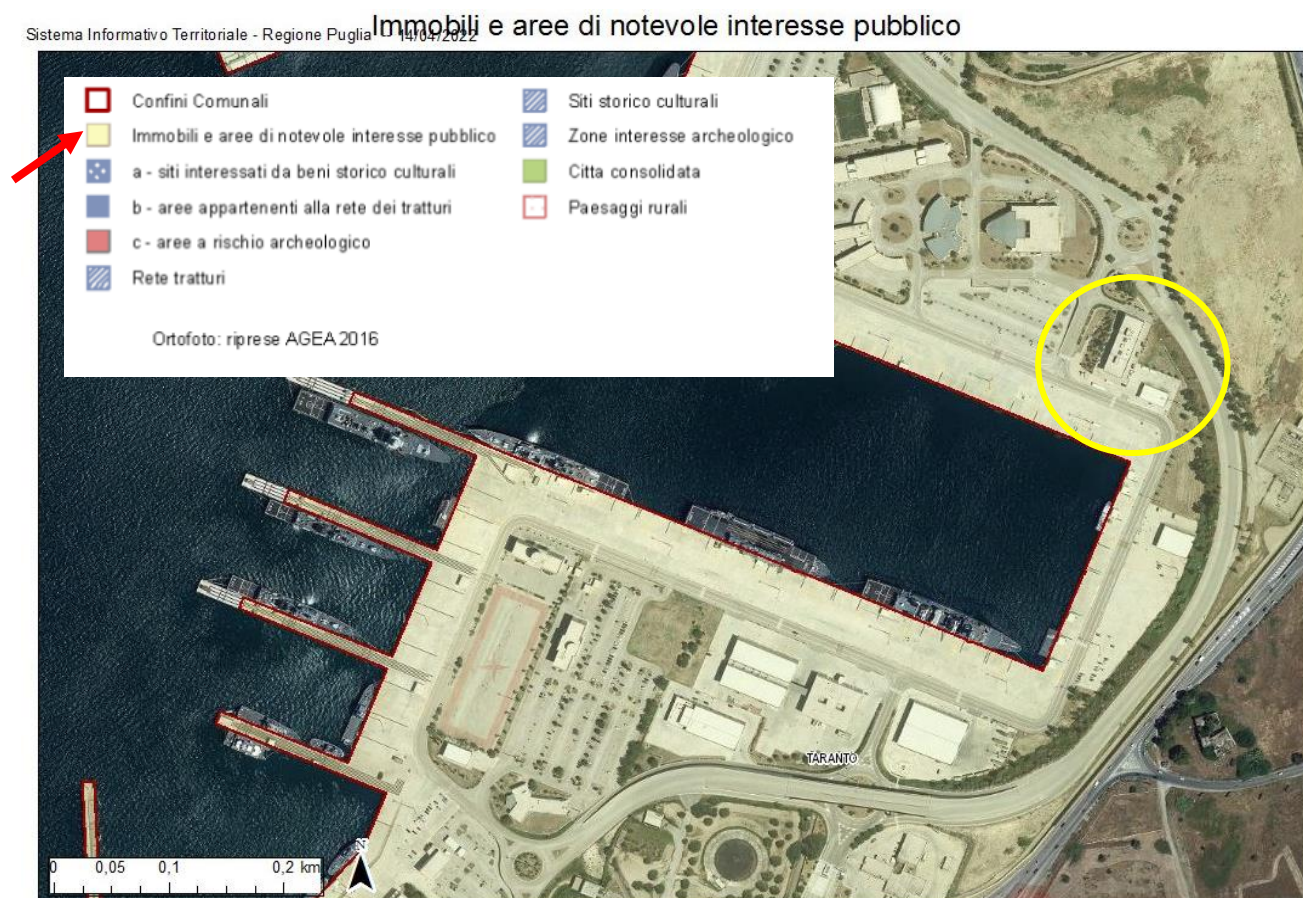 Immobili e aree di notevole interesse pubblico
Sistema Informativo Territoriale - Regione Puglia - 14/04/2022
Confini Comunali
Immobili e aree di notevole interesse pubblico
a - siti interessati da beni storico culturali
b - aree appartenenti alla rete dei tratturi
c - aree a rischio archeologico
Rete tratturi
Siti storico culturali
Zone interesse archeologico
Citta consolidata
Paesaggi rurali
Ortofoto: riprese AGEA 2016
TARANTO
N
0 0,05 0,1 0,2 km